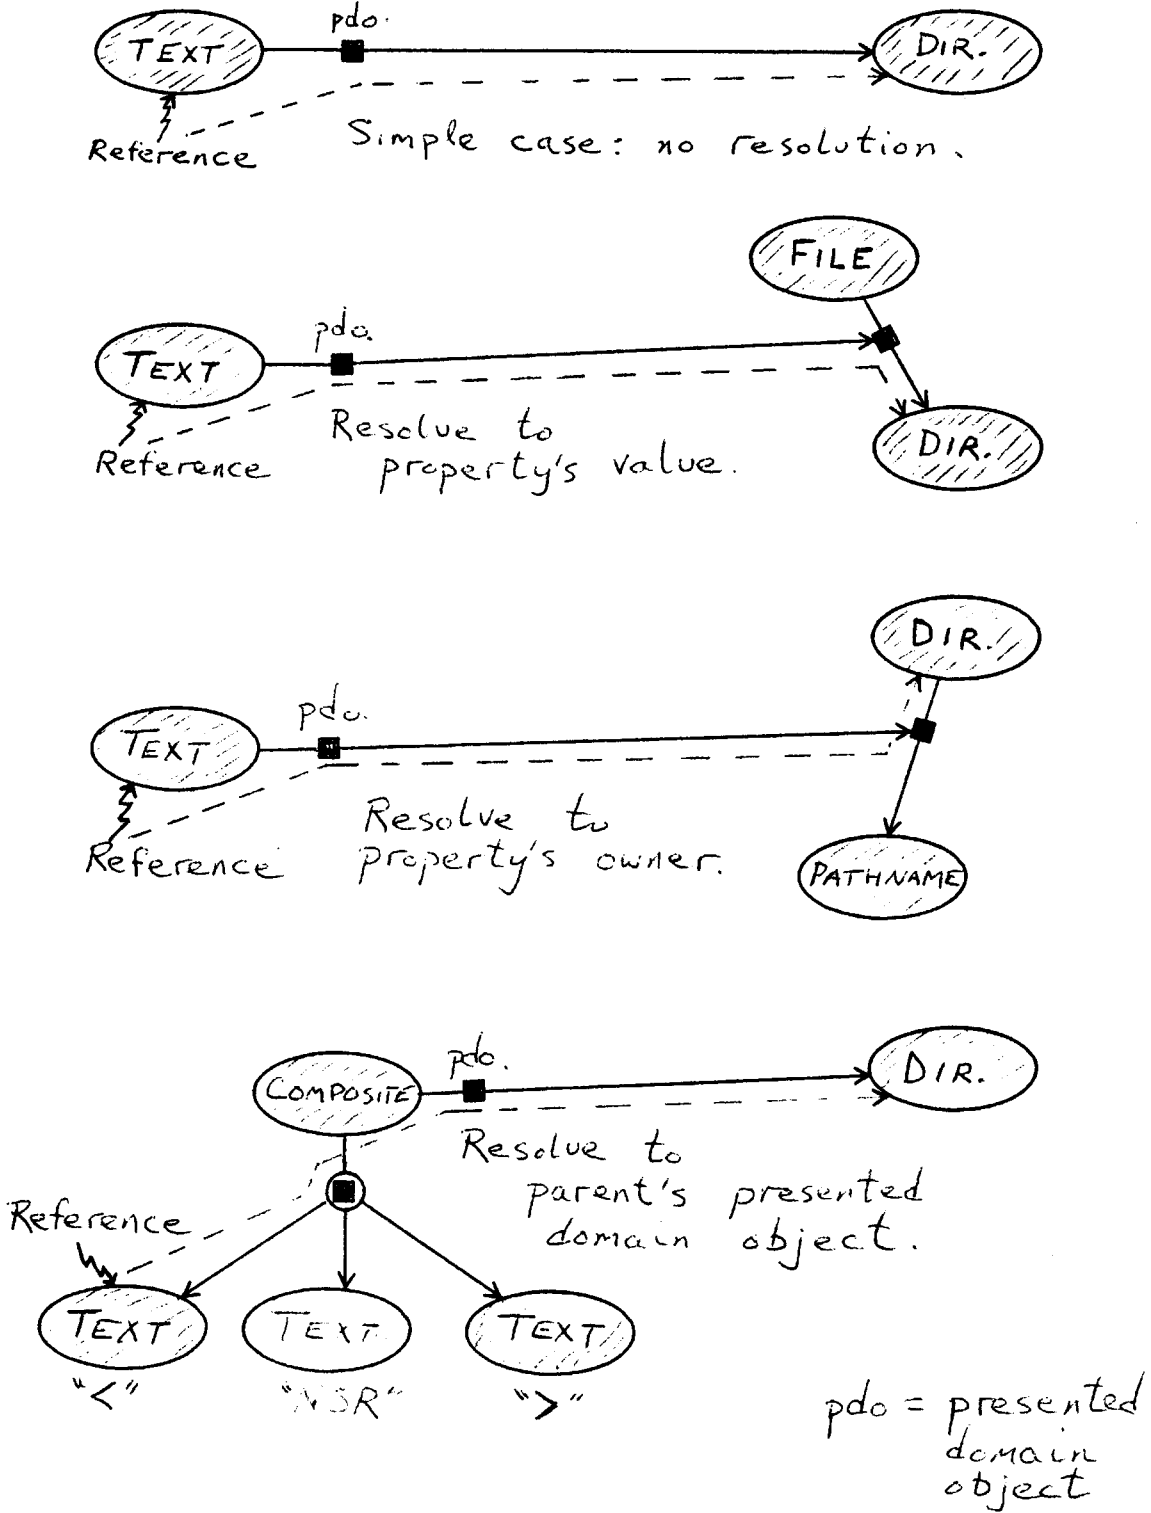 pdo.
TEXT
DIR.
Reference
Simple case: no resolution.
FILE
pdo.
TEXT
DIR.
Reference
Resolve to
property's value.
DIR.
pdo.
TEXT
Reference
Resolve to
property's owner.
PATHNAME
pdo.
COMPOSITE
DIR.
Resolve to
parent's presented
domain object.
Reference
TEXT TEXT TEXT
"<" "NSR" ">"
pdo = presented
domain
object